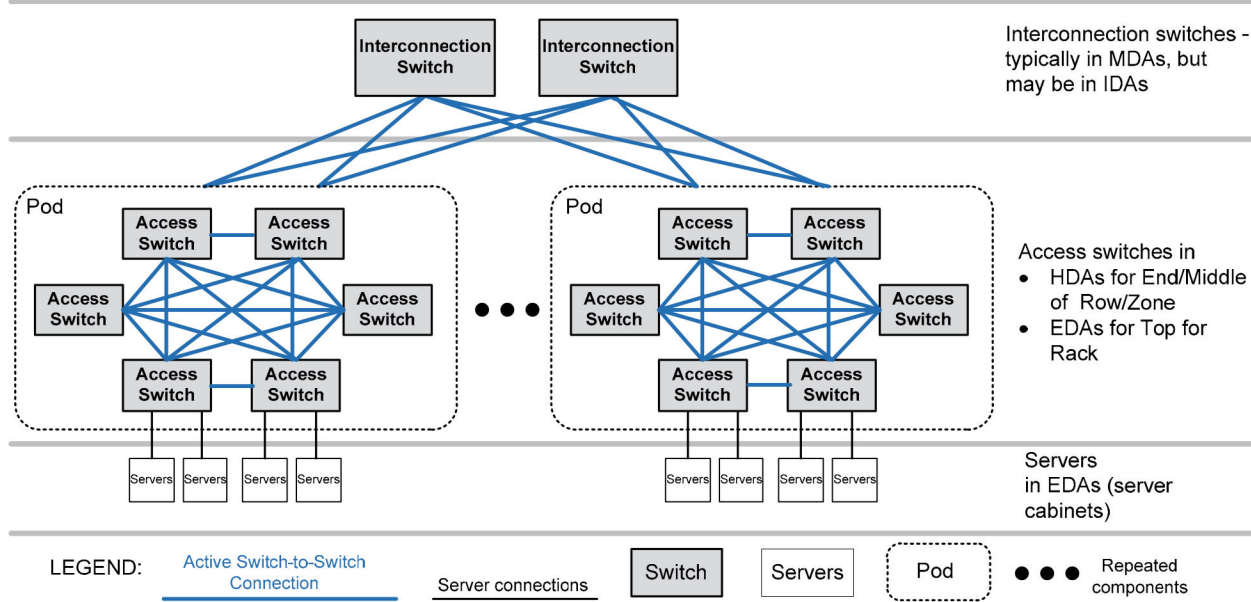 Interconnection
Switch
Interconnection
Switch
Interconnection switches -
typically in MDAs, but
may be in IDAs
Pod
Access
Switch
Access
Switch
Access
Switch
Access
Switch
Access
Switch
Access
Switch
Pod
Access
Switch
Access
Switch
Access
Switch
Access
Switch
Access
Switch
Access
Switch
Access switches in
• HDAs for End/Middle
of Row/Zone
• EDAs for Top for
Rack
Servers
Servers
Servers
Servers
Servers
Servers
Servers
Servers
Servers
in EDAs (server
cabinets)
LEGEND:
Active Switch-to-Switch
Connection
Server connections
Switch
Servers
Pod
Repeated
components